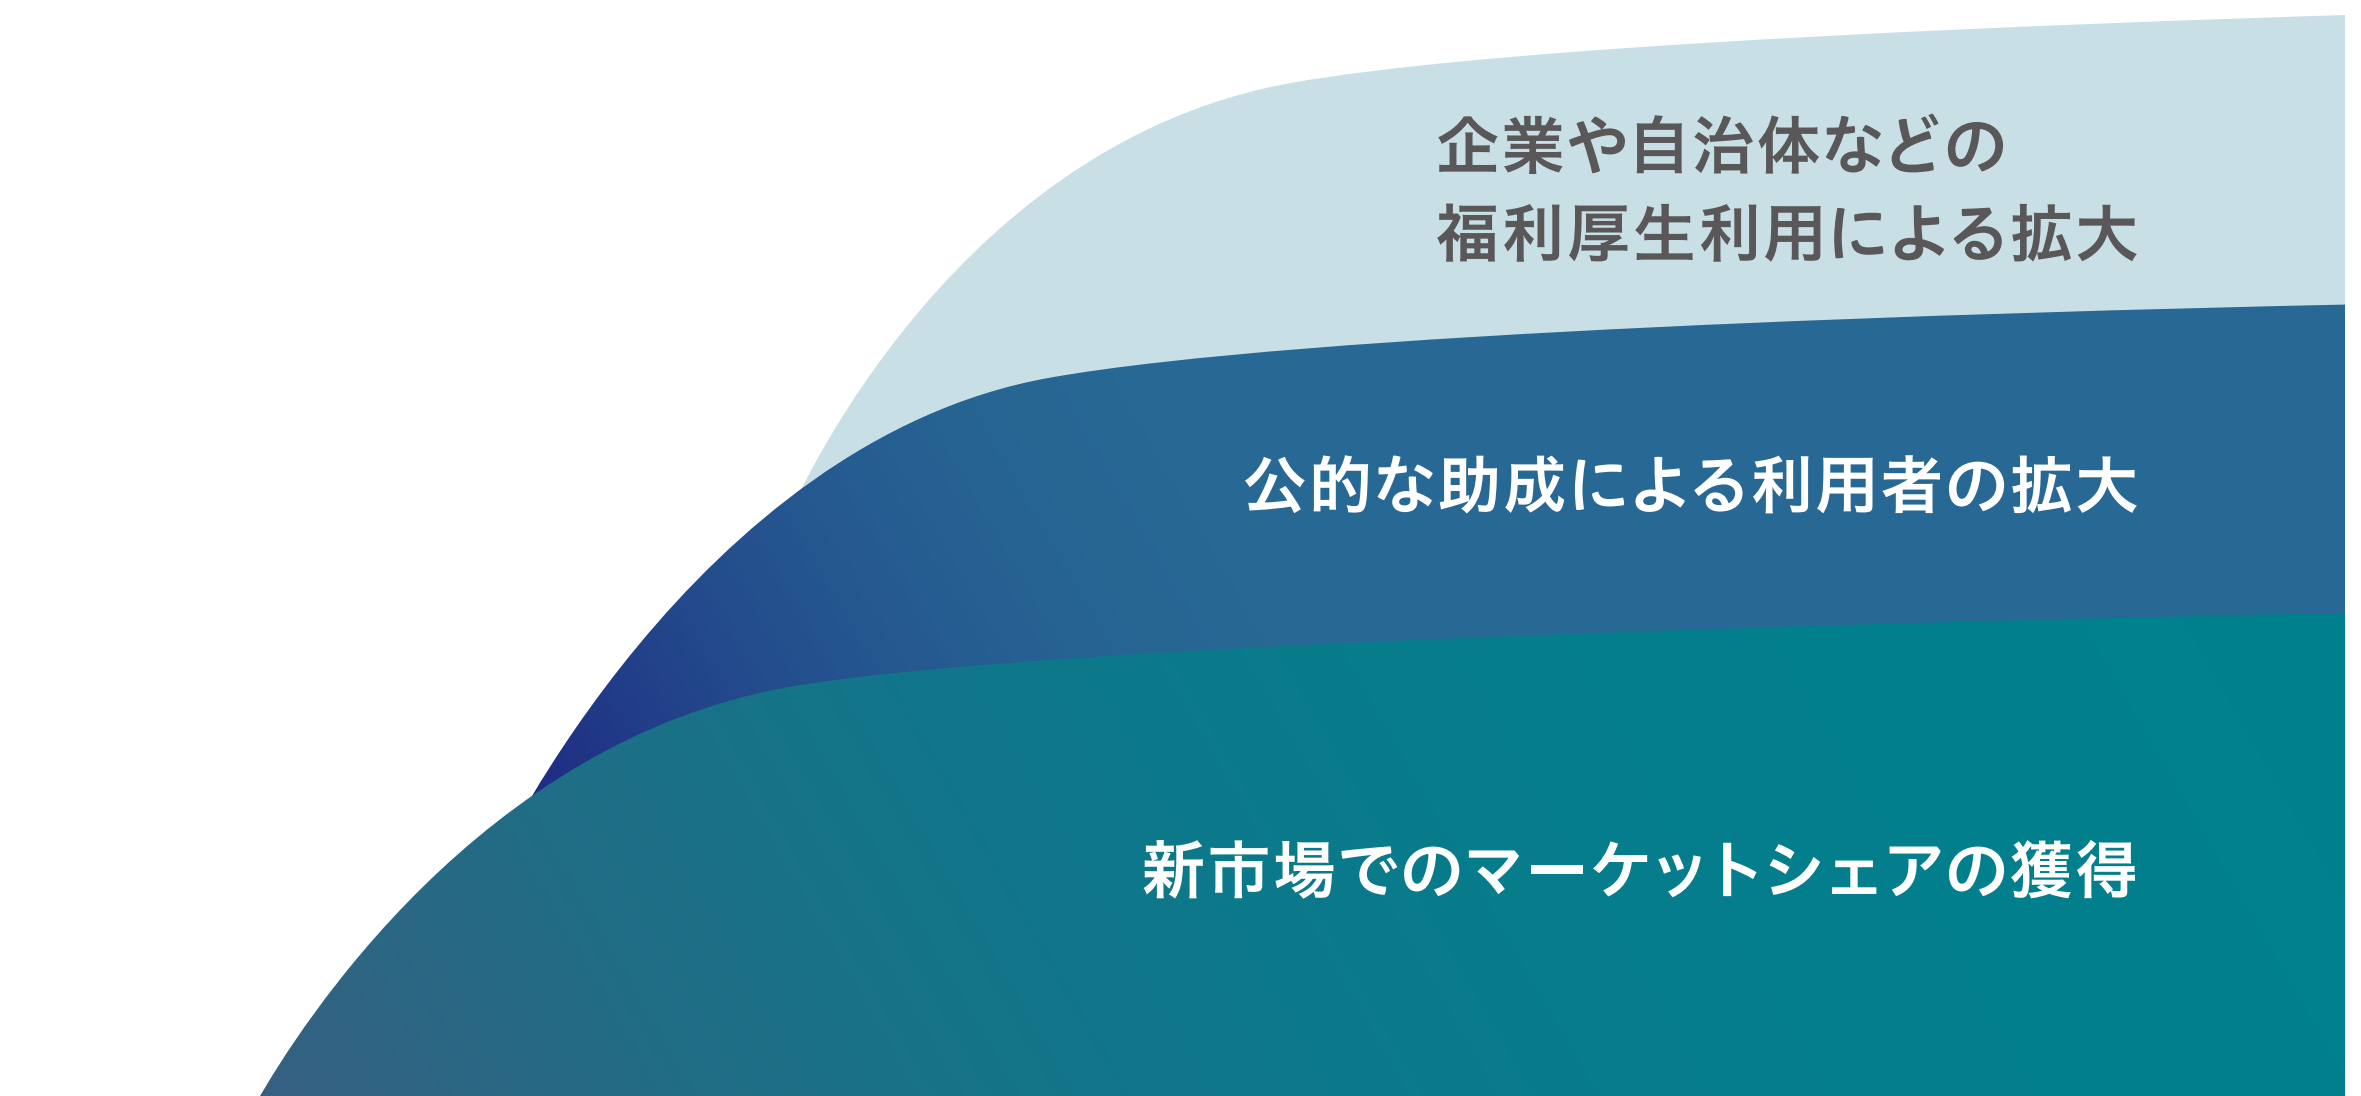 企業や自治体などの
福利厚生利用による拡大
公的な助成による利用者の拡大
新市場でのマーケットシェアの獲得